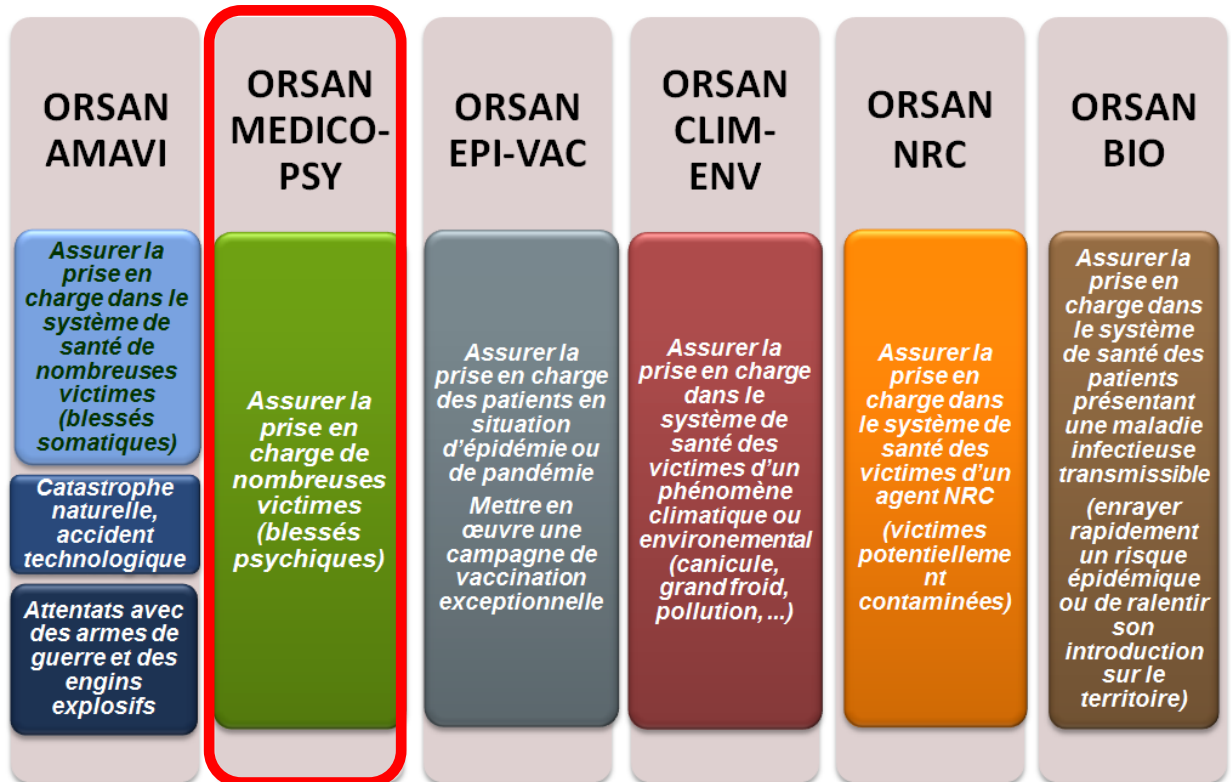 ORSAN
AMAVI
Assurer la
prise en
charge dans le
système de
santé de
nombreuses
victimes
(blessés
somatiques)
Catastrophe
naturelle,
accident
technologique
Attentats avec
des armes de
guerre et des
engins
explosifs
ORSAN
MEDICO-
PSY
Assurer la
prise en
charge de
nombreuses
victimes
(blessés
psychiques)
ORSAN
EPI-VAC
Assurer la
prise en charge
des patients en
situation
d'épidémie ou
de pandémie
Mettre en
œuvre une
campagne de
vaccination
exceptionnelle
ORSAN
CLIM-
ENV
Assurer la
prise en charge
dans le
système de
santé des
victimes d'un
phénomène
climatique ou
environemental
(canicule,
grand froid,
pollution, ...)
ORSAN
NRC
Assurer la
prise en
charge dans
le système de
santé des
victimes d'un
agent NRC
(victimes
potentielleme
nt
contaminées)
ORSAN
BIO
Assurer la
prise en
charge dans
le système
de santé des
patients
présentant
une maladie
infectieuse
transmissible
(enrayer
rapidement
un risque
épidémique
ou de ralentir
son
introduction
sur le
territoire)